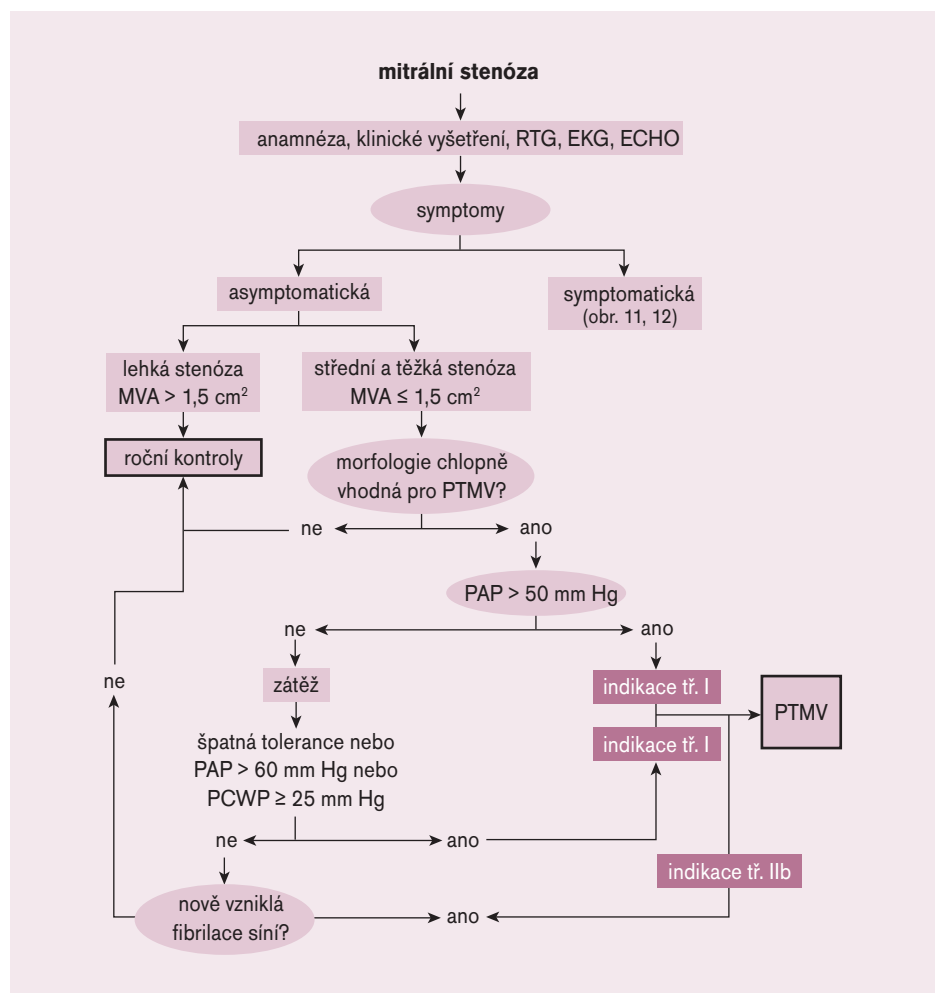 mitrální stenóza
anamnéza, klinické vyšetření, RTG, EKG, ECHO
symptomy
asymptomatická
symptomatická
(obr. 11, 12)
lehká stenóza
MVA > 1,5 cm²
střední a těžká stenóza
MVA ≤ 1,5 cm²
roční kontroly
morfologie chlopně
vhodná pro PTMV?
ne
ano
PAP > 50 mm Hg
ne
ano
zátěž
indikace tř. I
ne
PTMV
indikace tř. I
špatná tolerance nebo
PAP > 60 mm Hg nebo
PCWP ≥ 25 mm Hg
ne
ano
indikace tř. IIb
nově vzniklá
fibrilace síní?
ano